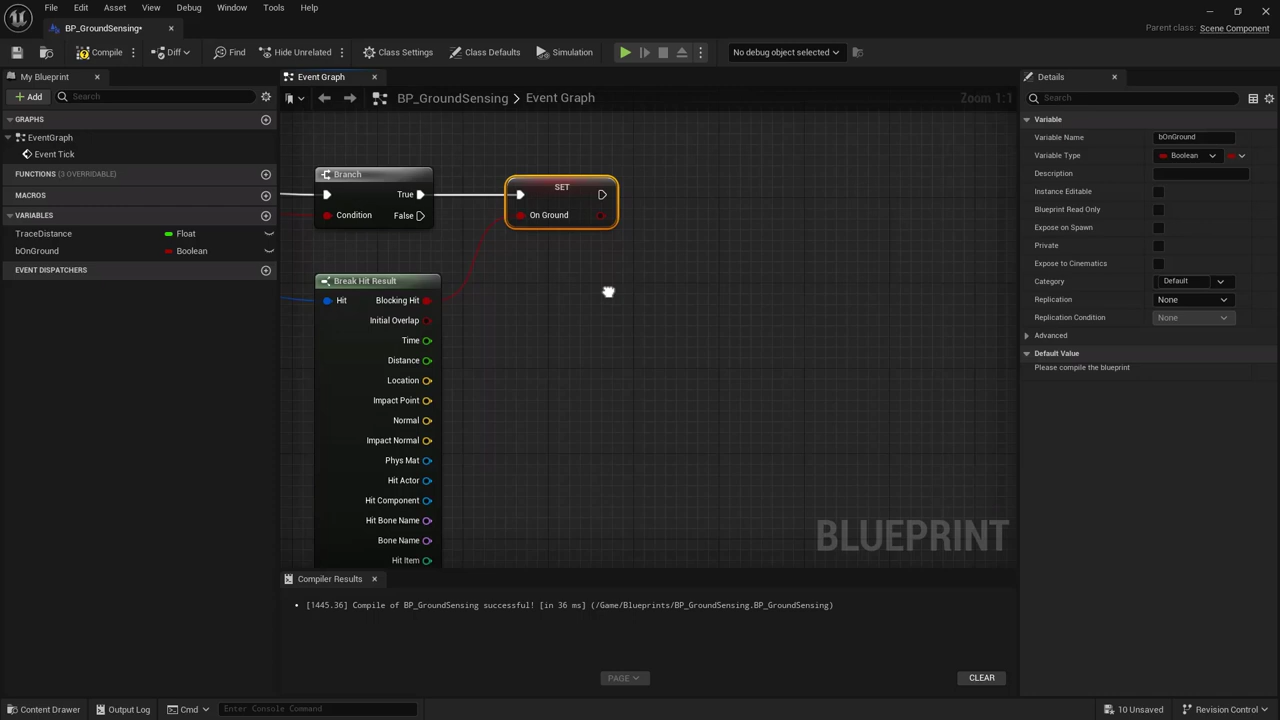 File Edit Asset View Debug Window Tools Help
BP_GroundSensing•
Parent class: Scene Component
Compile Diff Find Hide Unrelated Class Settings Class Defaults Simulation No debug object selected
My Blueprint
Event Graph
Details
Add Search
BP_GroundSensing > Event Graph
Zoom 1:1
Search
GRAPHS
EventGraph
Event Tick
FUNCTIONS (3 OVERRIDABLE)
MACROS
VARIABLES
TraceDistance Float
bOnGround Boolean
EVENT DISPATCHERS
Branch
True
Condition False
SET
On Ground
Break Hit Result
Hit Blocking Hit
Initial Overlap
Time
Distance
Location
Impact Point
Normal
Impact Normal
Phys Mat
Hit Actor
Hit Component
Hit Bone Name
Bone Name
Hit Item
BLUEPRINT
Variable
Variable Name bOnGround
Variable Type Boolean
Description
Instance Editable
Blueprint Read Only
Expose on Spawn
Private
Expose to Cinematics
Category Default
Replication None
Replication Condition None
Advanced
Default Value
Please compile the blueprint
Compiler Results
• [1445.36] Compile of BP_GroundSensing successful! [in 36 ms] (/Game/Blueprints/BP_GroundSensing.BP_GroundSensing)
PAGE
CLEAR
Content Drawer Output Log Cmd Enter Console Command 10 Unsaved Revision Control